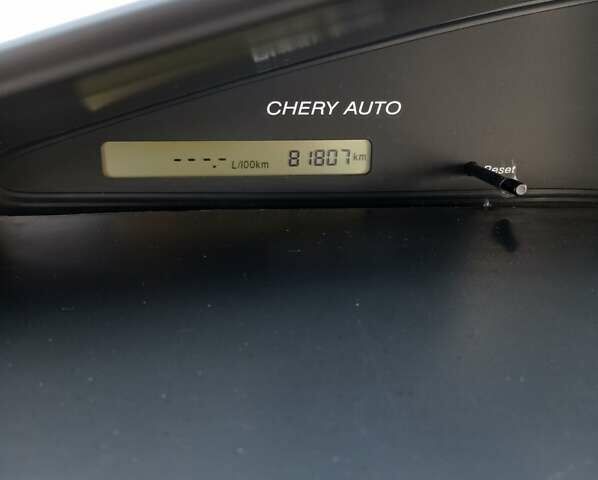 CHERY AUTO
---.- L/100km 81807 km
Reset